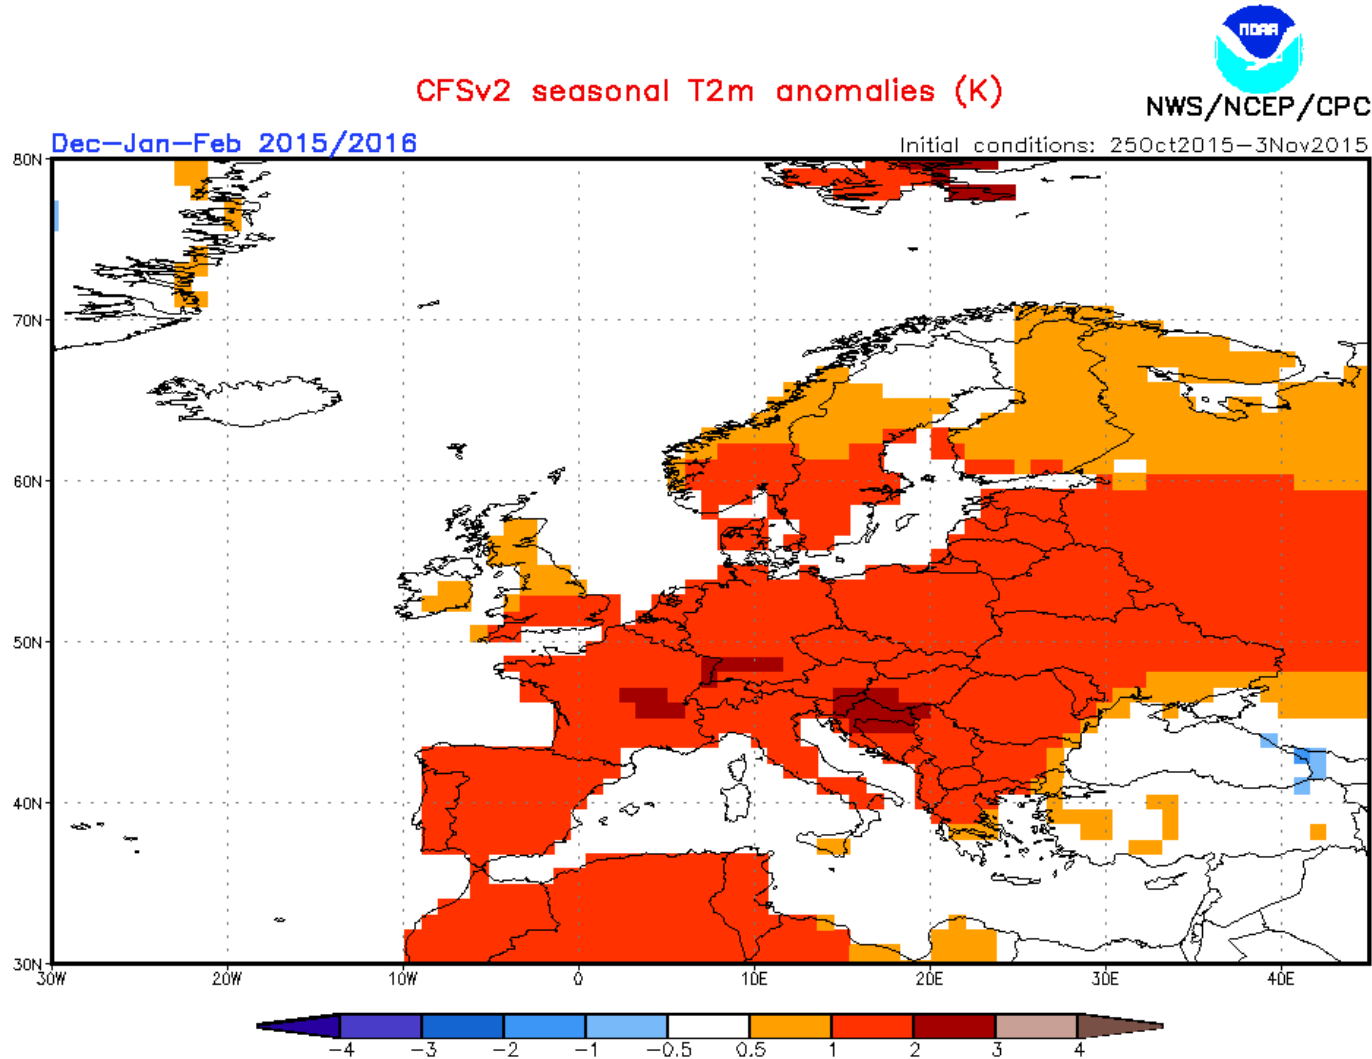 NOAA
CFSv2 seasonal T2m anomalies (K)
NWS/NCEP/CPC
Dec-Jan-Feb 2015/2016
Initial conditions: 25Oct2015-3Nov2015
80N
70N
60N
50N
40N
30N
30W 20W 10W 0 10E 20E 30E 40E
-4 -3 -2 -1 -0.5 0.5 1 2 3 4